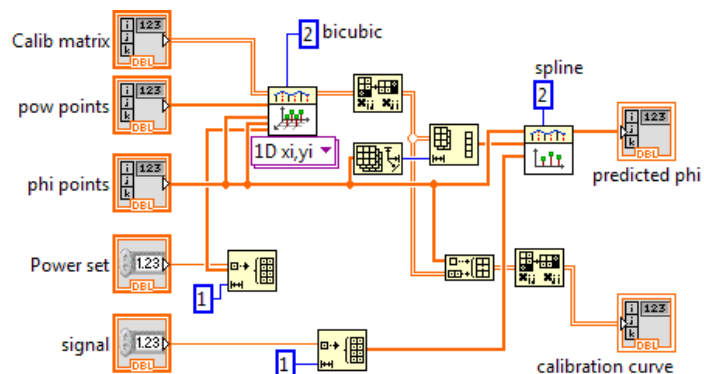 Calib matrix
i
j
k
123
DBL
2 bicubic
pow points
i
j
k
123
DBL
1D xi,yi
spline
2
phi points
i
j
k
123
DBL
i
j
k
123
DBL
predicted phi
Power set
1.23
DBL
1
signal
1.23
DBL
1
i
j
k
123
DBL
calibration curve